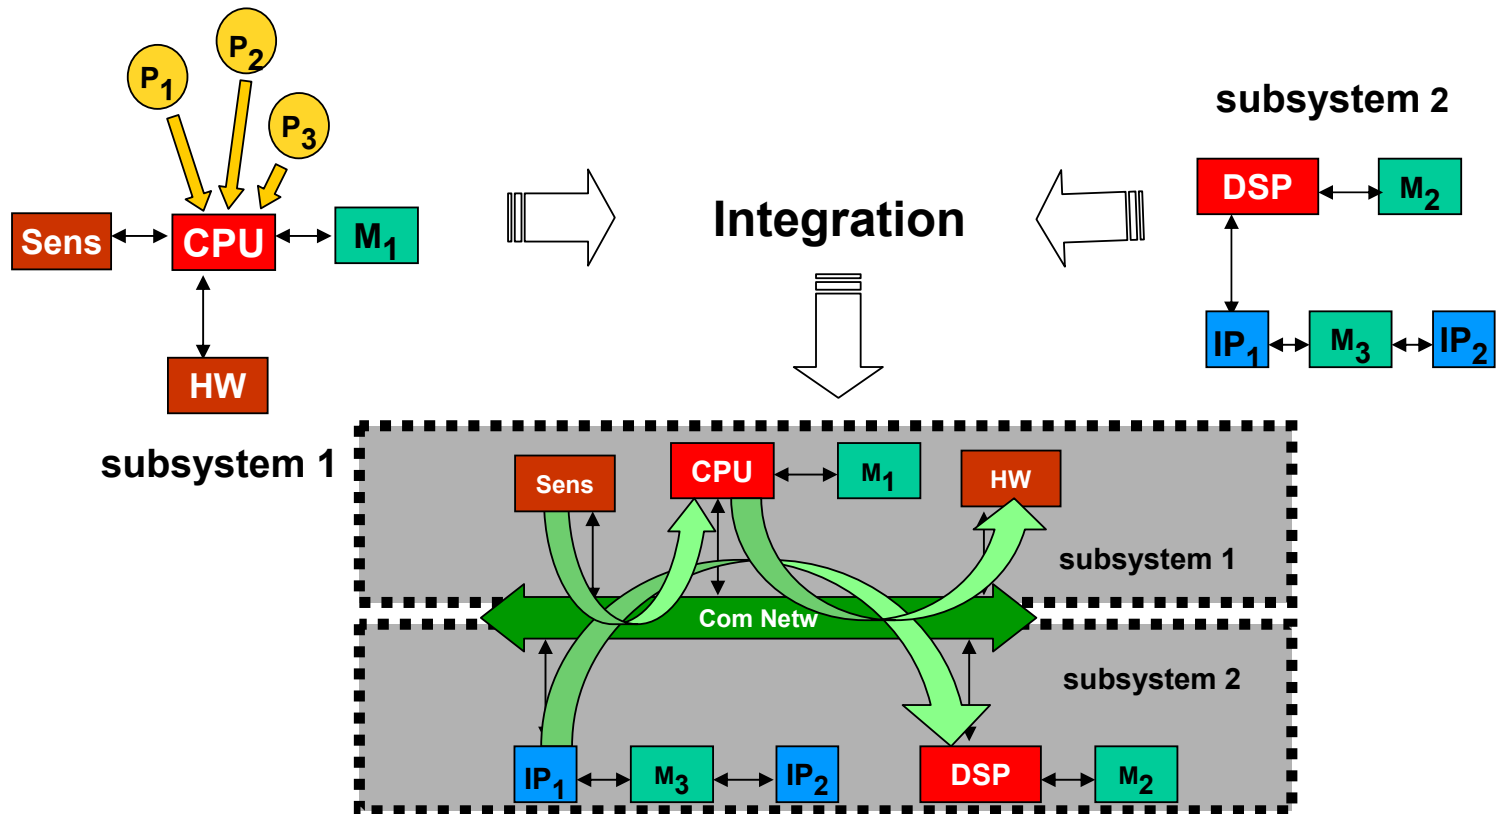 P1
P2
P3
Sens
CPU
M1
HW
subsystem 1
Integration
subsystem 2
DSP
M2
IP1
M3
IP2
Sens
CPU
M1
HW
subsystem 1
Com Netw
subsystem 2
IP1
M3
IP2
DSP
M2